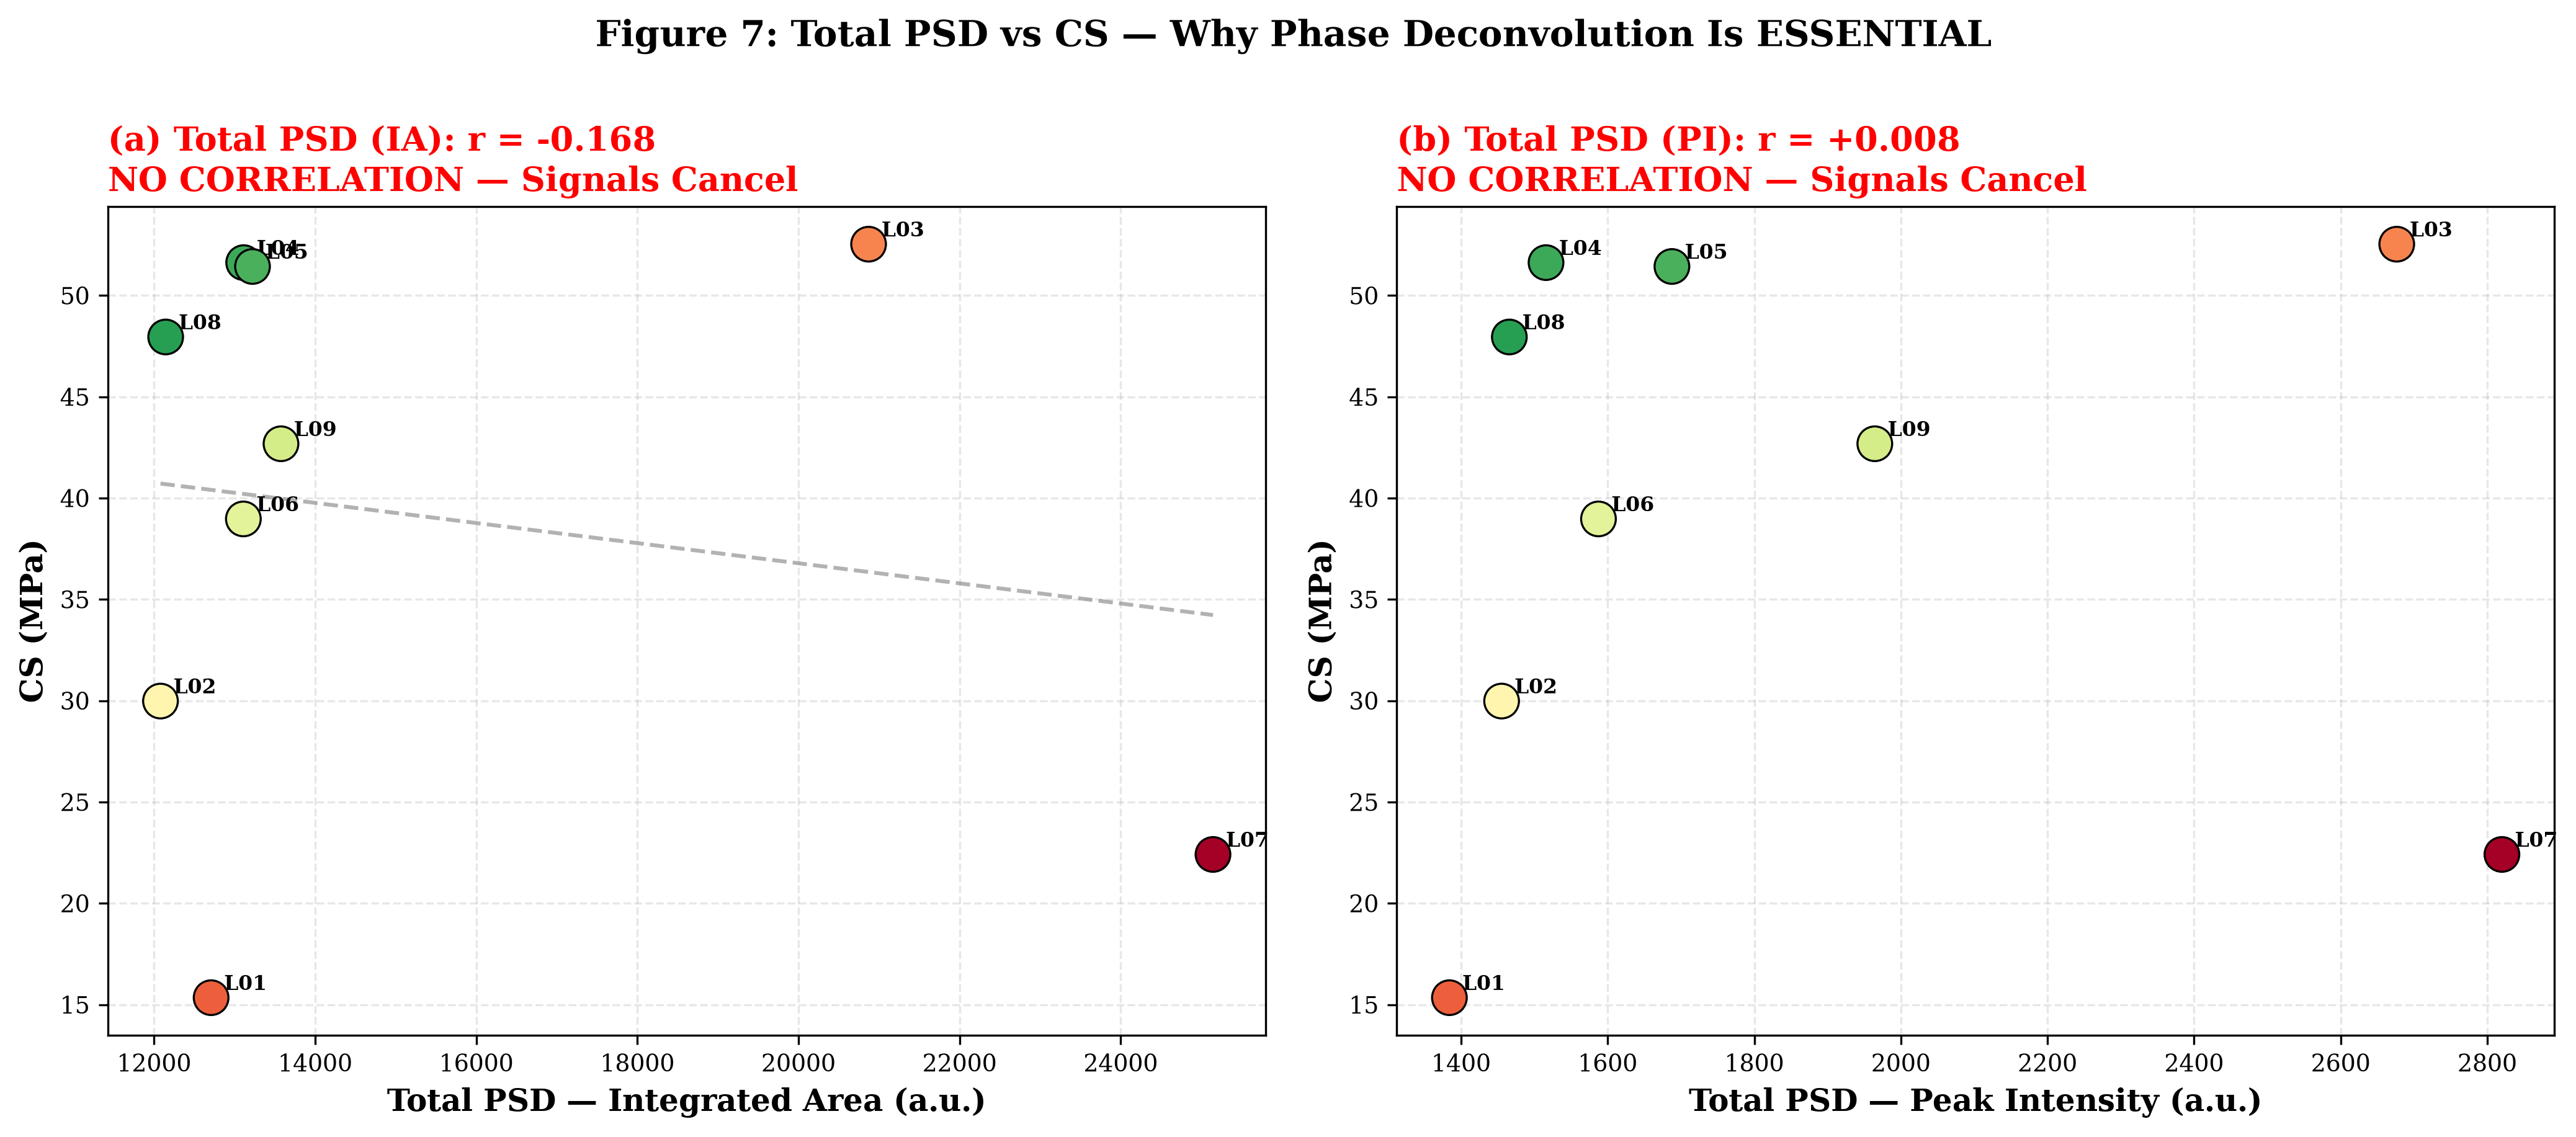 Figure 7: Total PSD vs CS — Why Phase Deconvolution Is ESSENTIAL
(a) Total PSD (IA): r = -0.168
NO CORRELATION — Signals Cancel
CS (MPa)
50
45
40
35
30
25
20
15
L04
L05
L03
L08
L09
L06
L02
L07
L01
12000 14000 16000 18000 20000 22000 24000
Total PSD — Integrated Area (a.u.)
(b) Total PSD (PI): r = +0.008
NO CORRELATION — Signals Cancel
CS (MPa)
50
45
40
35
30
25
20
15
L03
L04
L05
L08
L09
L06
L02
L07
L01
1400 1600 1800 2000 2200 2400 2600 2800
Total PSD — Peak Intensity (a.u.)